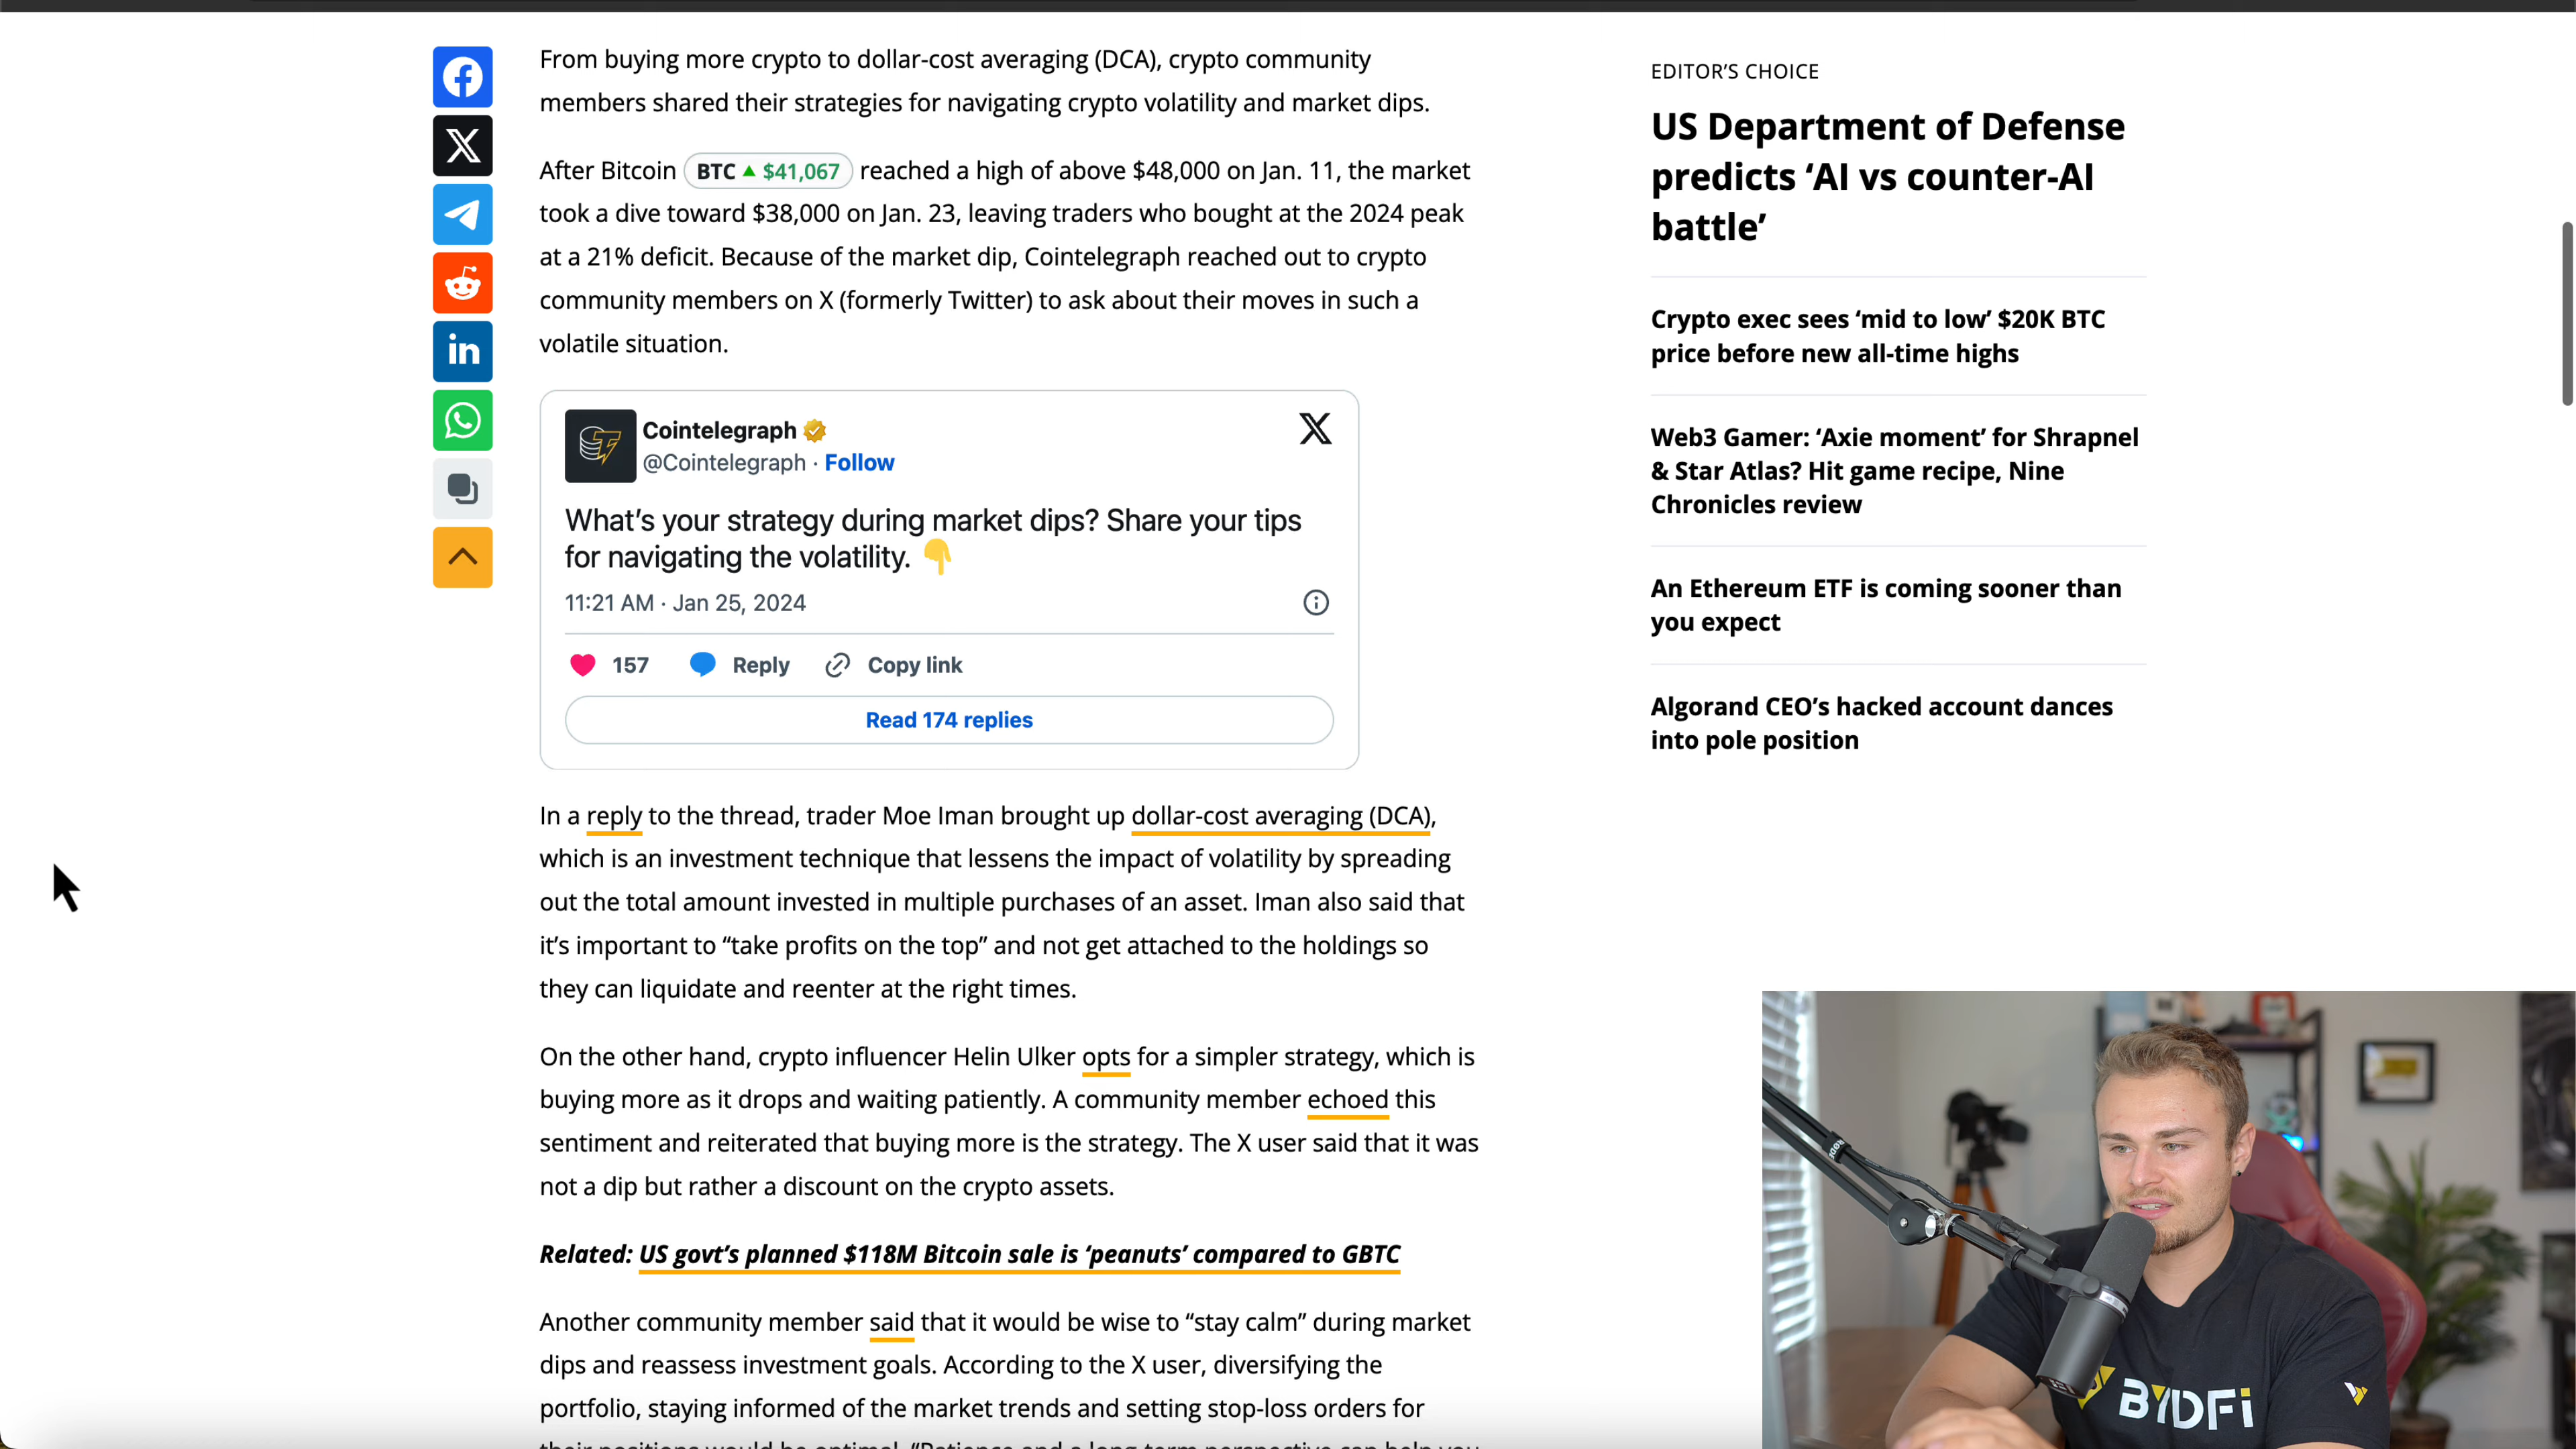 From buying more crypto to dollar-cost averaging (DCA), crypto community
members shared their strategies for navigating crypto volatility and market dips.
After Bitcoin BTC ▲ $41,067 reached a high of above $48,000 on Jan. 11, the market
took a dive toward $38,000 on Jan. 23, leaving traders who bought at the 2024 peak
at a 21% deficit. Because of the market dip, Cointelegraph reached out to crypto
community members on X (formerly Twitter) to ask about their moves in such a
volatile situation.
Cointelegraph
@Cointelegraph · Follow
What’s your strategy during market dips? Share your tips
for navigating the volatility. 👇
11:21 AM · Jan 25, 2024
157 Reply Copy link
Read 174 replies
In a reply to the thread, trader Moe Iman brought up dollar-cost averaging (DCA),
which is an investment technique that lessens the impact of volatility by spreading
out the total amount invested in multiple purchases of an asset. Iman also said that
it’s important to “take profits on the top” and not get attached to the holdings so
they can liquidate and reenter at the right times.
On the other hand, crypto influencer Helin Ulker opts for a simpler strategy, which is
buying more as it drops and waiting patiently. A community member echoed this
sentiment and reiterated that buying more is the strategy. The X user said that it was
not a dip but rather a discount on the crypto assets.
Related: US govt’s planned $118M Bitcoin sale is ‘peanuts’ compared to GBTC
Another community member said that it would be wise to “stay calm” during market
dips and reassess investment goals. According to the X user, diversifying the
portfolio, staying informed of the market trends and setting stop-loss orders for
EDITOR’S CHOICE
US Department of Defense
predicts ‘AI vs counter-AI
battle’
Crypto exec sees ‘mid to low’ $20K BTC
price before new all-time highs
Web3 Gamer: ‘Axie moment’ for Shrapnel
& Star Atlas? Hit game recipe, Nine
Chronicles review
An Ethereum ETF is coming sooner than
you expect
Algorand CEO’s hacked account dances
into pole position
RODE
BYDFi